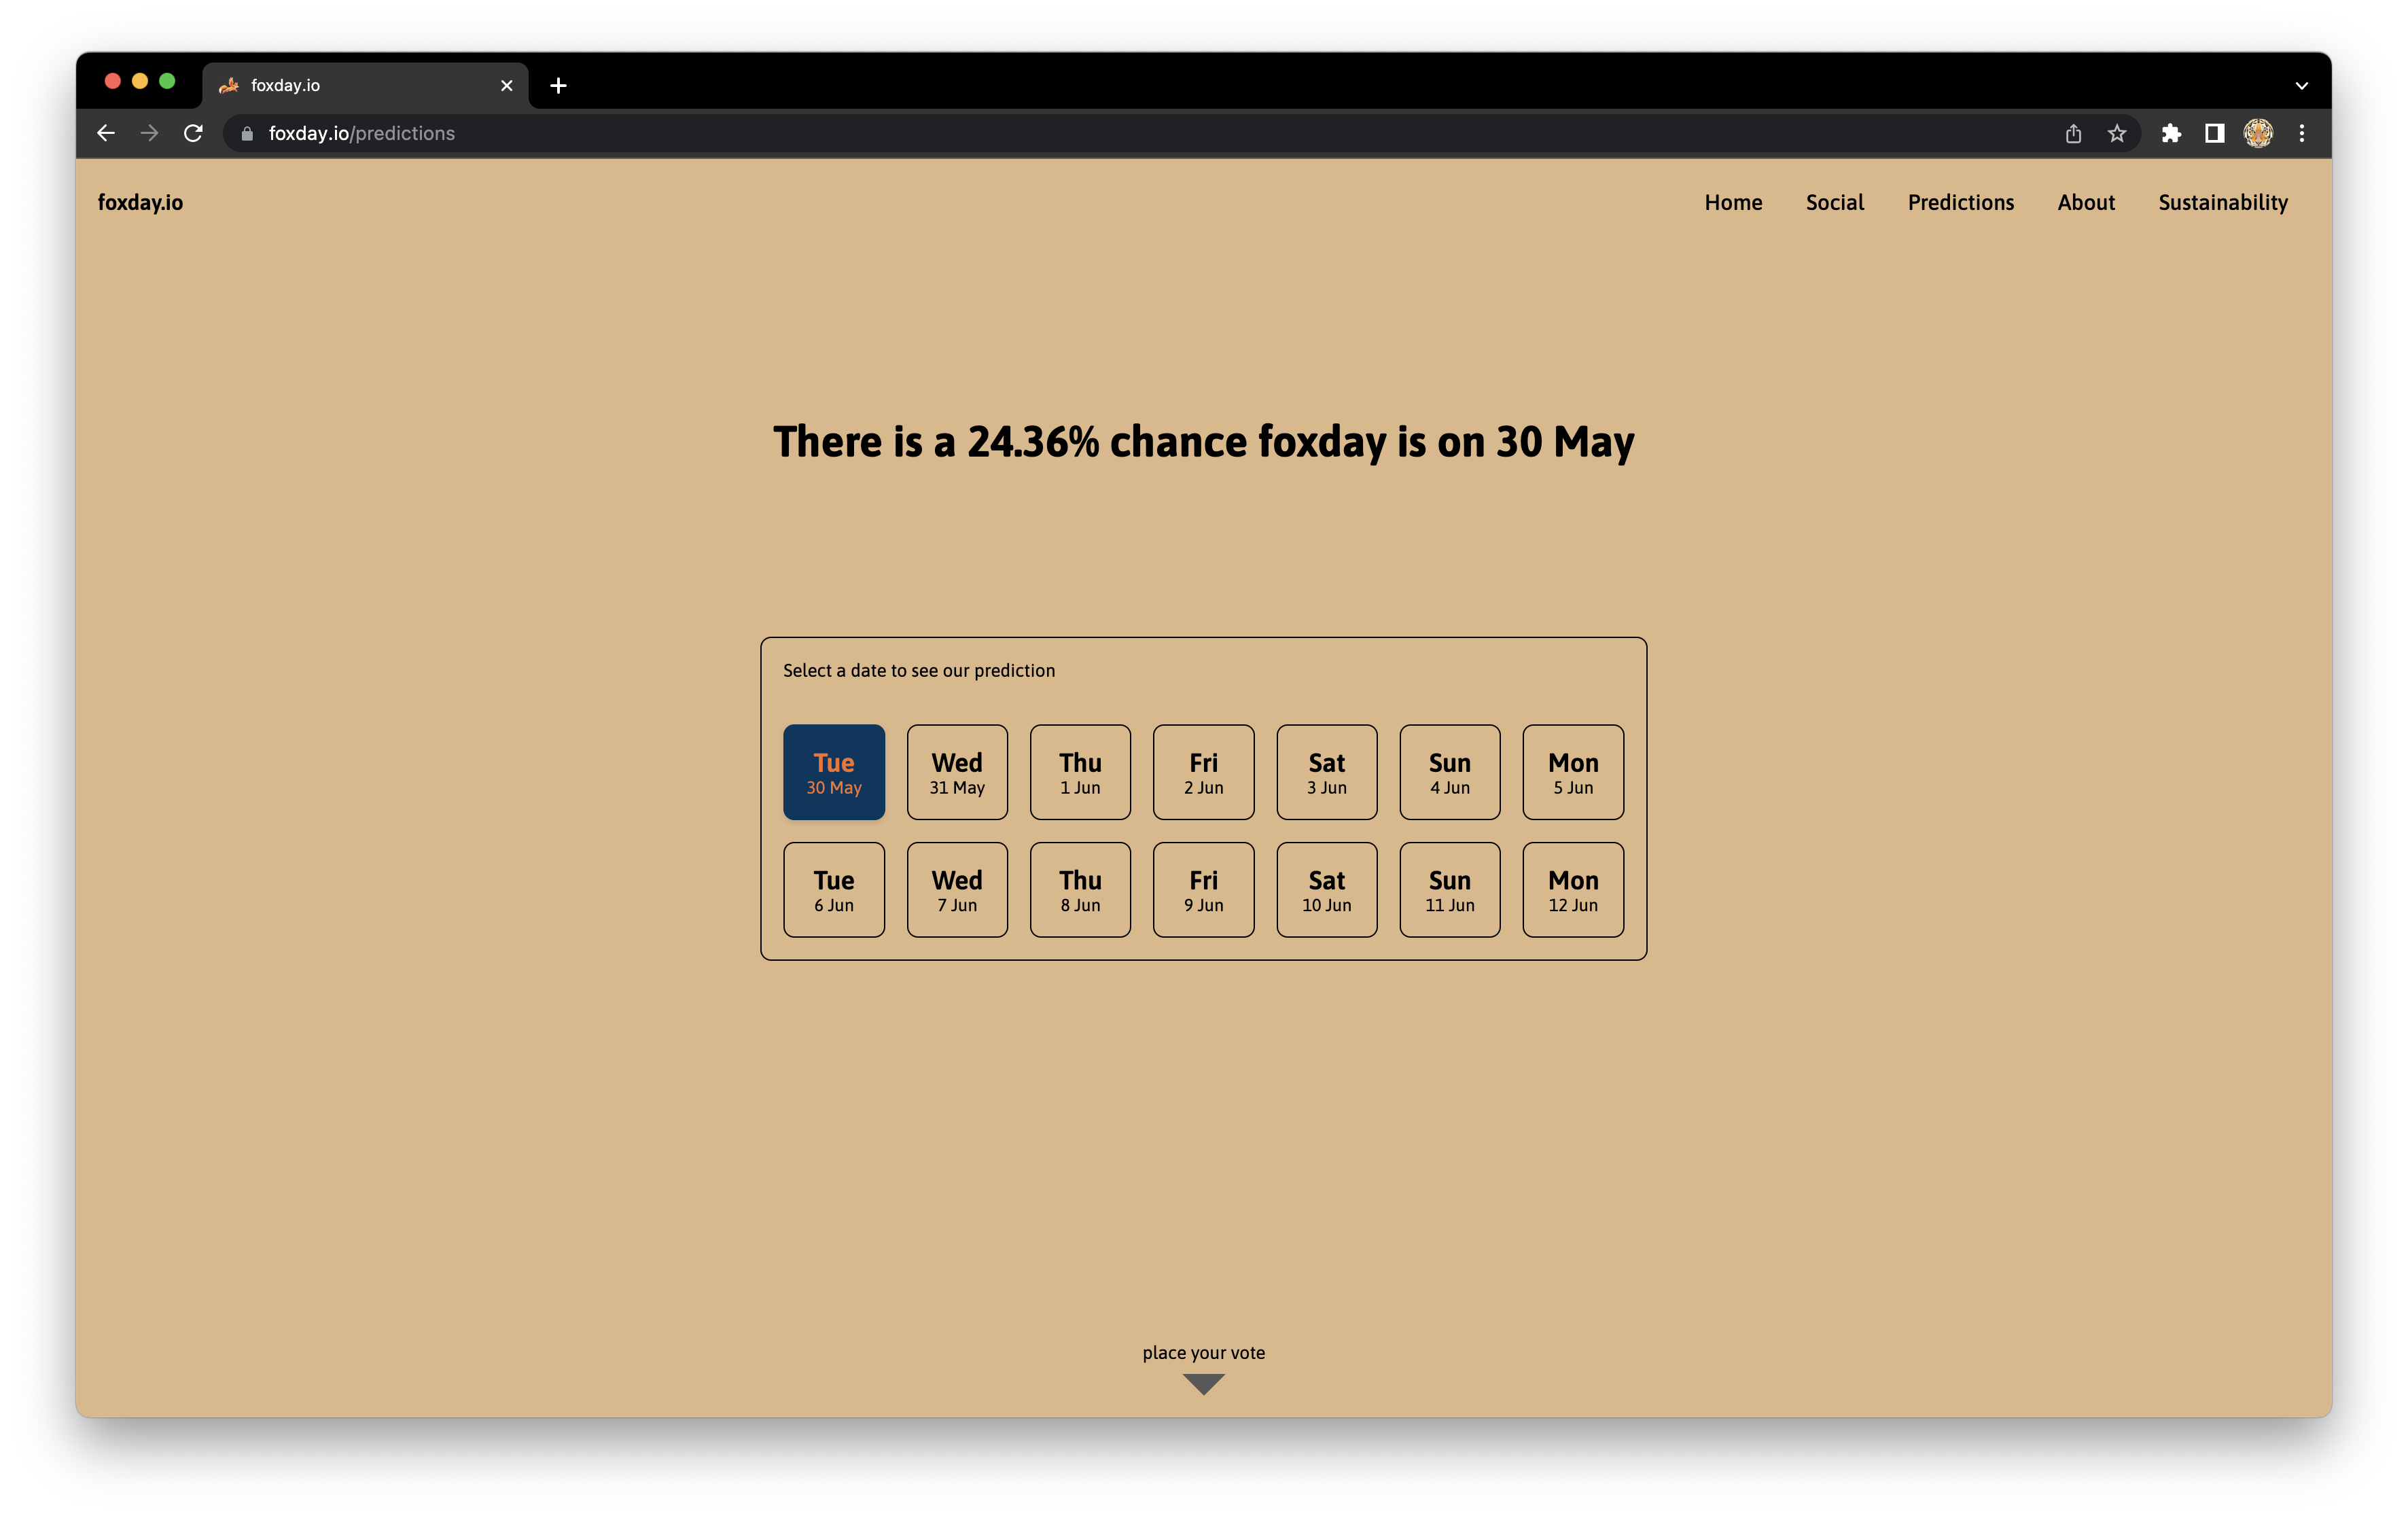 foxday.io
foxday.io/predictions
foxday.io
Home Social Predictions About Sustainability
There is a 24.36% chance foxday is on 30 May
Select a date to see our prediction
Tue Wed Thu Fri Sat Sun Mon
30 May 31 May 1 Jun 2 Jun 3 Jun 4 Jun 5 Jun
Tue Wed Thu Fri Sat Sun Mon
6 Jun 7 Jun 8 Jun 9 Jun 10 Jun 11 Jun 12 Jun
place your vote